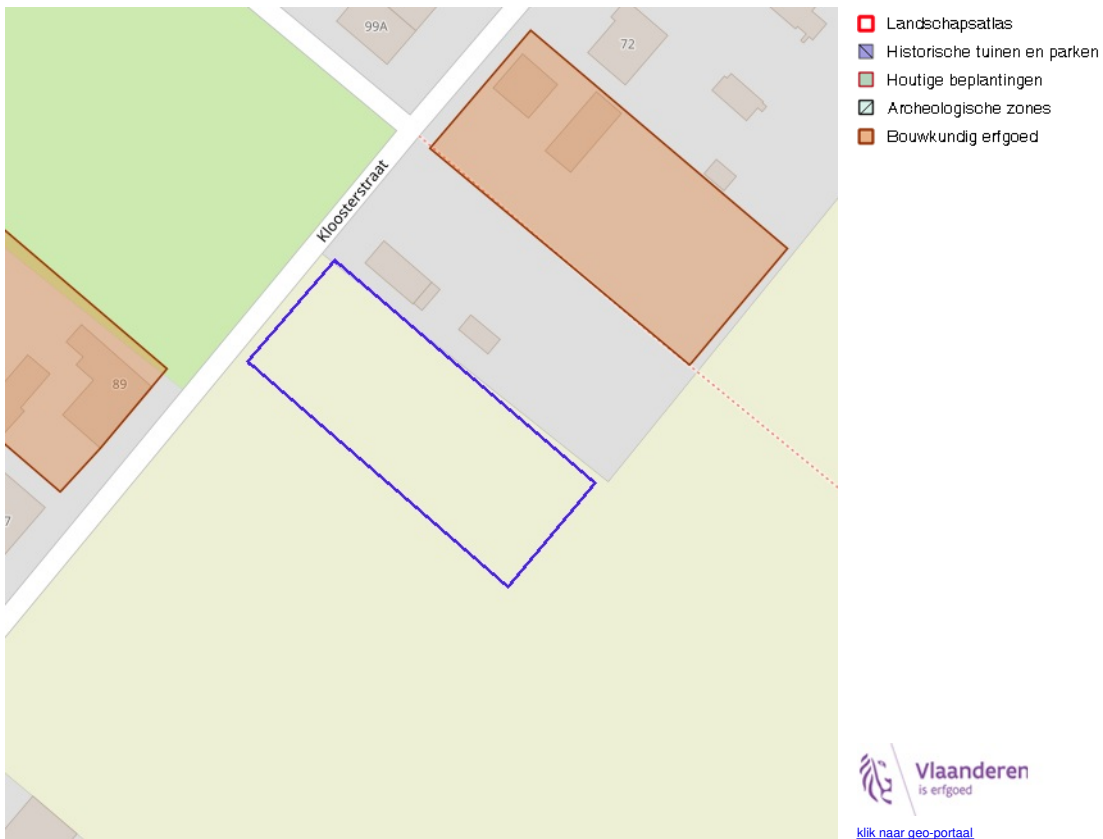 99A
72
Kloosterstraat
89
7
Landschapsatlas
Historische tuinen en parken
Houtige beplantingen
Archeologische zones
Bouwkundig erfgoed
Vlaanderen
is erfgoed
klik naar geo-portaal